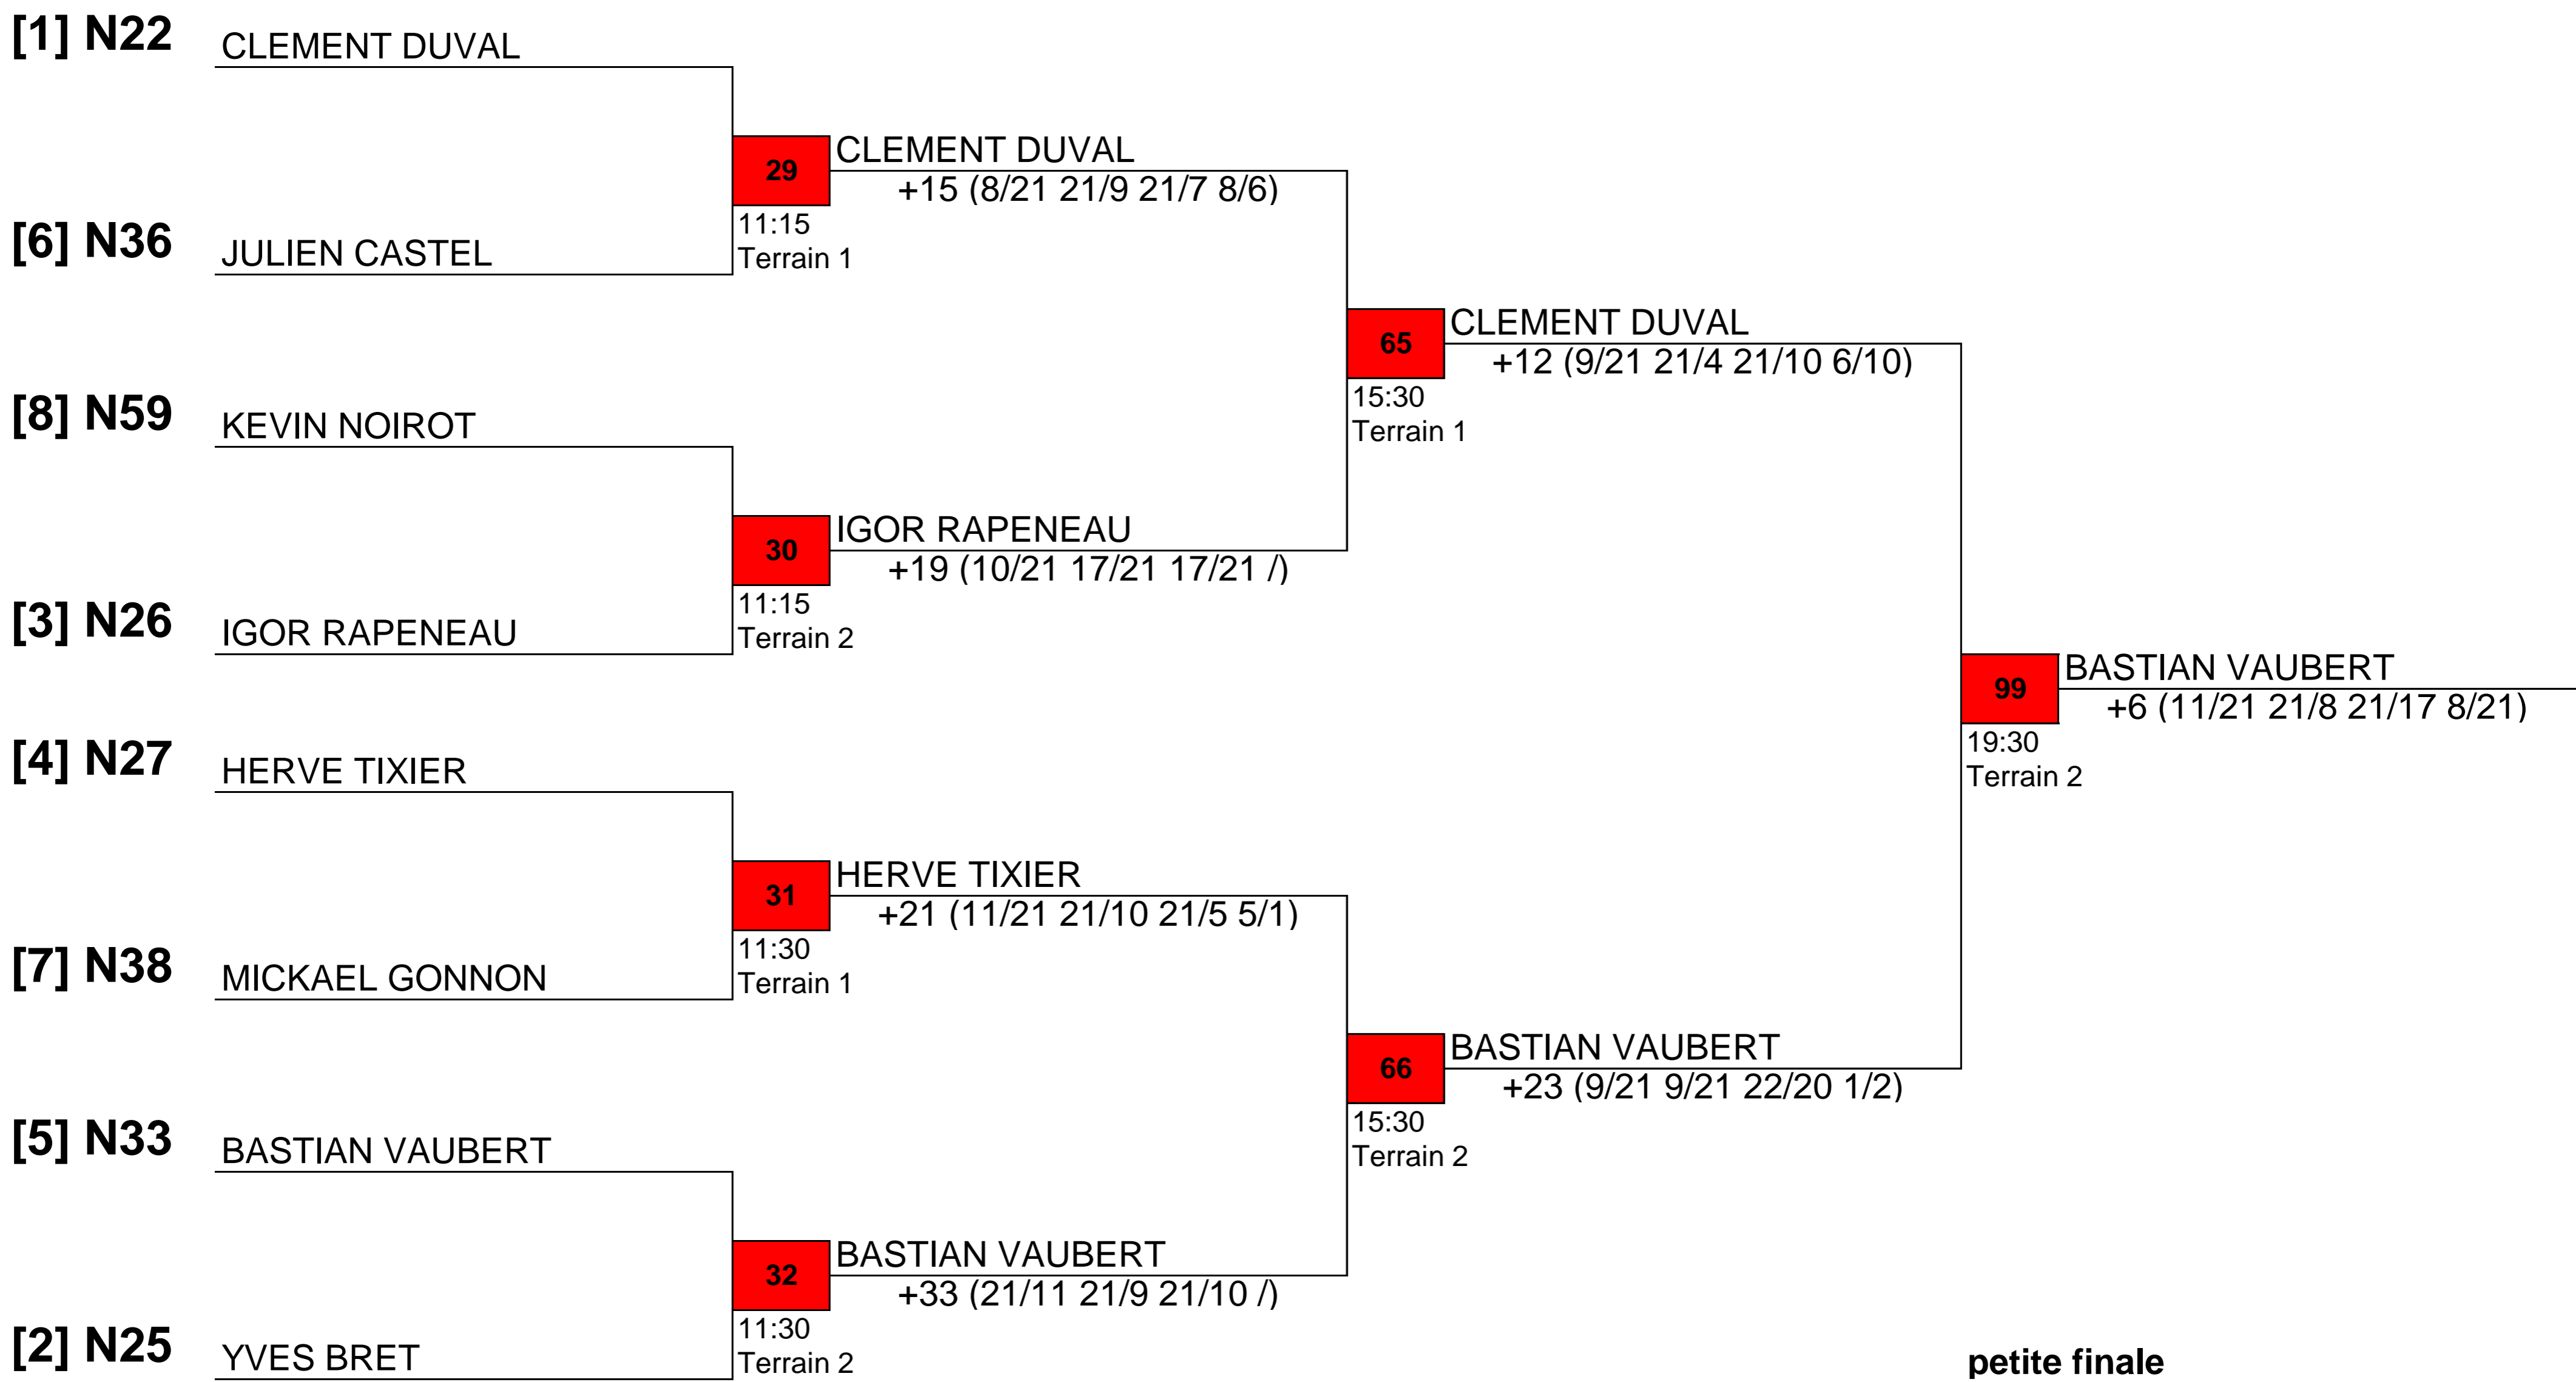 [1] N22 CLEMENT DUVAL
29 CLEMENT DUVAL
+15 (8/21 21/9 21/7 8/6)
11:15
Terrain 1
[6] N36 JULIEN CASTEL
65 CLEMENT DUVAL
+12 (9/21 21/4 21/10 6/10)
15:30
Terrain 1
[8] N59 KEVIN NOIROT
30 IGOR RAPENEAU
+19 (10/21 17/21 17/21 /)
11:15
Terrain 2
[3] N26 IGOR RAPENEAU
99 BASTIAN VAUBERT
+6 (11/21 21/8 21/17 8/21)
19:30
Terrain 2
[4] N27 HERVE TIXIER
31 HERVE TIXIER
+21 (11/21 21/10 21/5 5/1)
11:30
Terrain 1
[7] N38 MICKAEL GONNON
66 BASTIAN VAUBERT
+23 (9/21 9/21 22/20 1/2)
15:30
Terrain 2
[5] N33 BASTIAN VAUBERT
32 BASTIAN VAUBERT
+33 (21/11 21/9 21/10 /)
11:30
Terrain 2
[2] N25 YVES BRET
petite finale